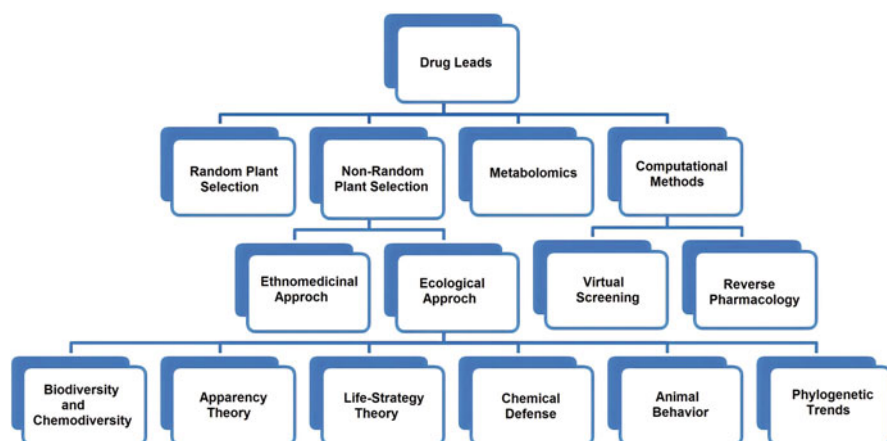 Drug Leads
Random Plant
Selection
Non-Random
Plant Selection
Metabolomics
Computational
Methods
Ethnomedicinal
Approch
Ecological
Approch
Virtual
Screening
Reverse
Pharmacology
Biodiversity
and
Chemodiversity
Apparency
Theory
Life-Strategy
Theory
Chemical
Defense
Animal
Behavior
Phylogenetic
Trends